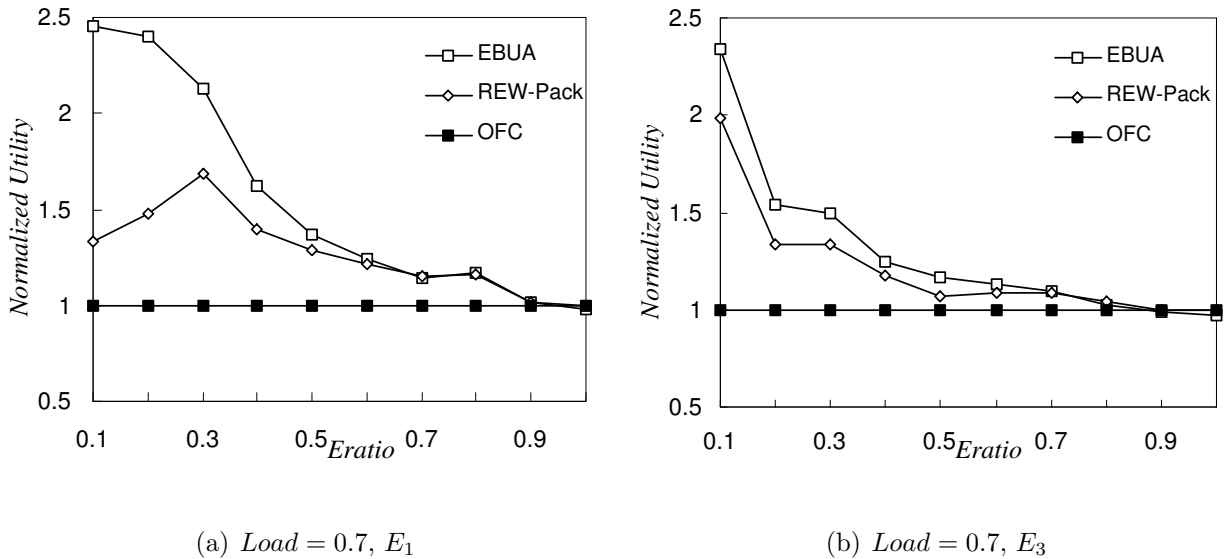 2.5
2
1.5
1
0.5
Normalized Utility
EBUA
REW-Pack
OFC
0.1 0.3 0.5 0.7 0.9
Eratio
(a) Load = 0.7, E1
2.5
2
1.5
1
0.5
Normalized Utility
EBUA
REW-Pack
OFC
0.1 0.3 0.5 0.7 0.9
Eratio
(b) Load = 0.7, E3